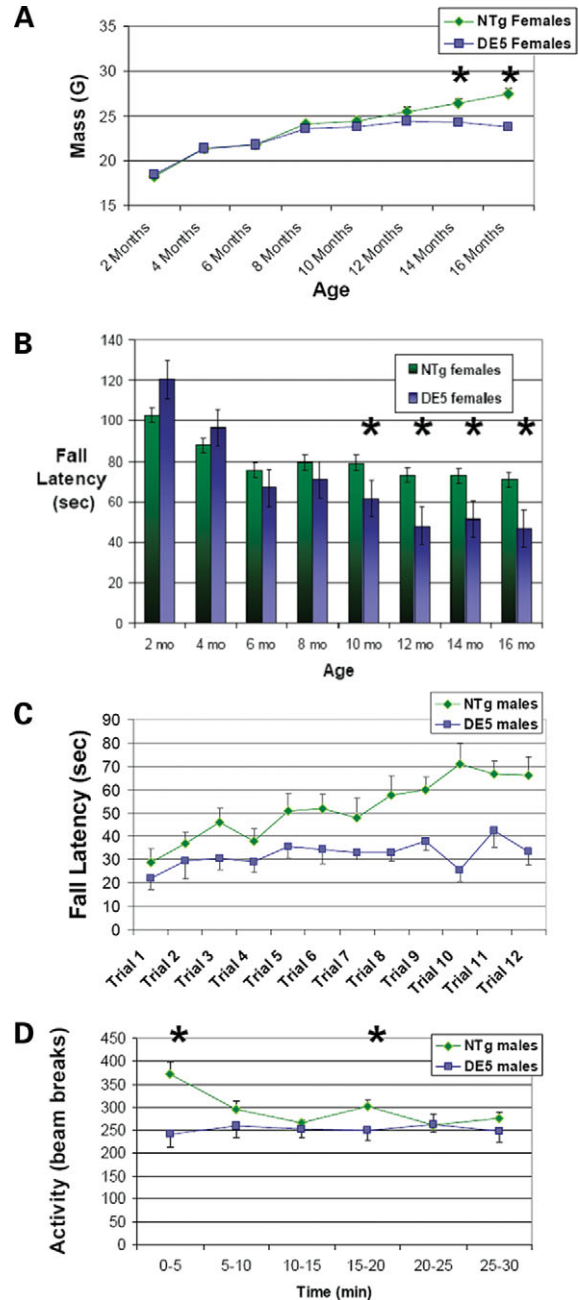 A
NTg Females
DE5 Females
Mass (G)
35
30
25
20
15
* *
2 Months
4 Months
6 Months
8 Months
10 Months
12 Months
14 Months
16 Months
Age
B
140
120
100
80
60
40
20
0
Fall
Latency
(sec)
NTg females
DE5 females
* * * *
2 mo 4 mo 6 mo 8 mo 10 mo 12 mo 14 mo 16 mo
Age
C
NTg males
DE5 males
Fall Latency (sec)
90
80
70
60
50
40
30
20
10
0
Trial 1
Trial 2
Trial 3
Trial 4
Trial 5
Trial 6
Trial 7
Trial 8
Trial 9
Trial 10
Trial 11
Trial 12
D
NTg males
DE5 males
Activity (beam breaks)
450
400
350
300
250
200
150
100
50
0
* *
0-5 5-10 10-15 15-20 20-25 25-30
Time (min)